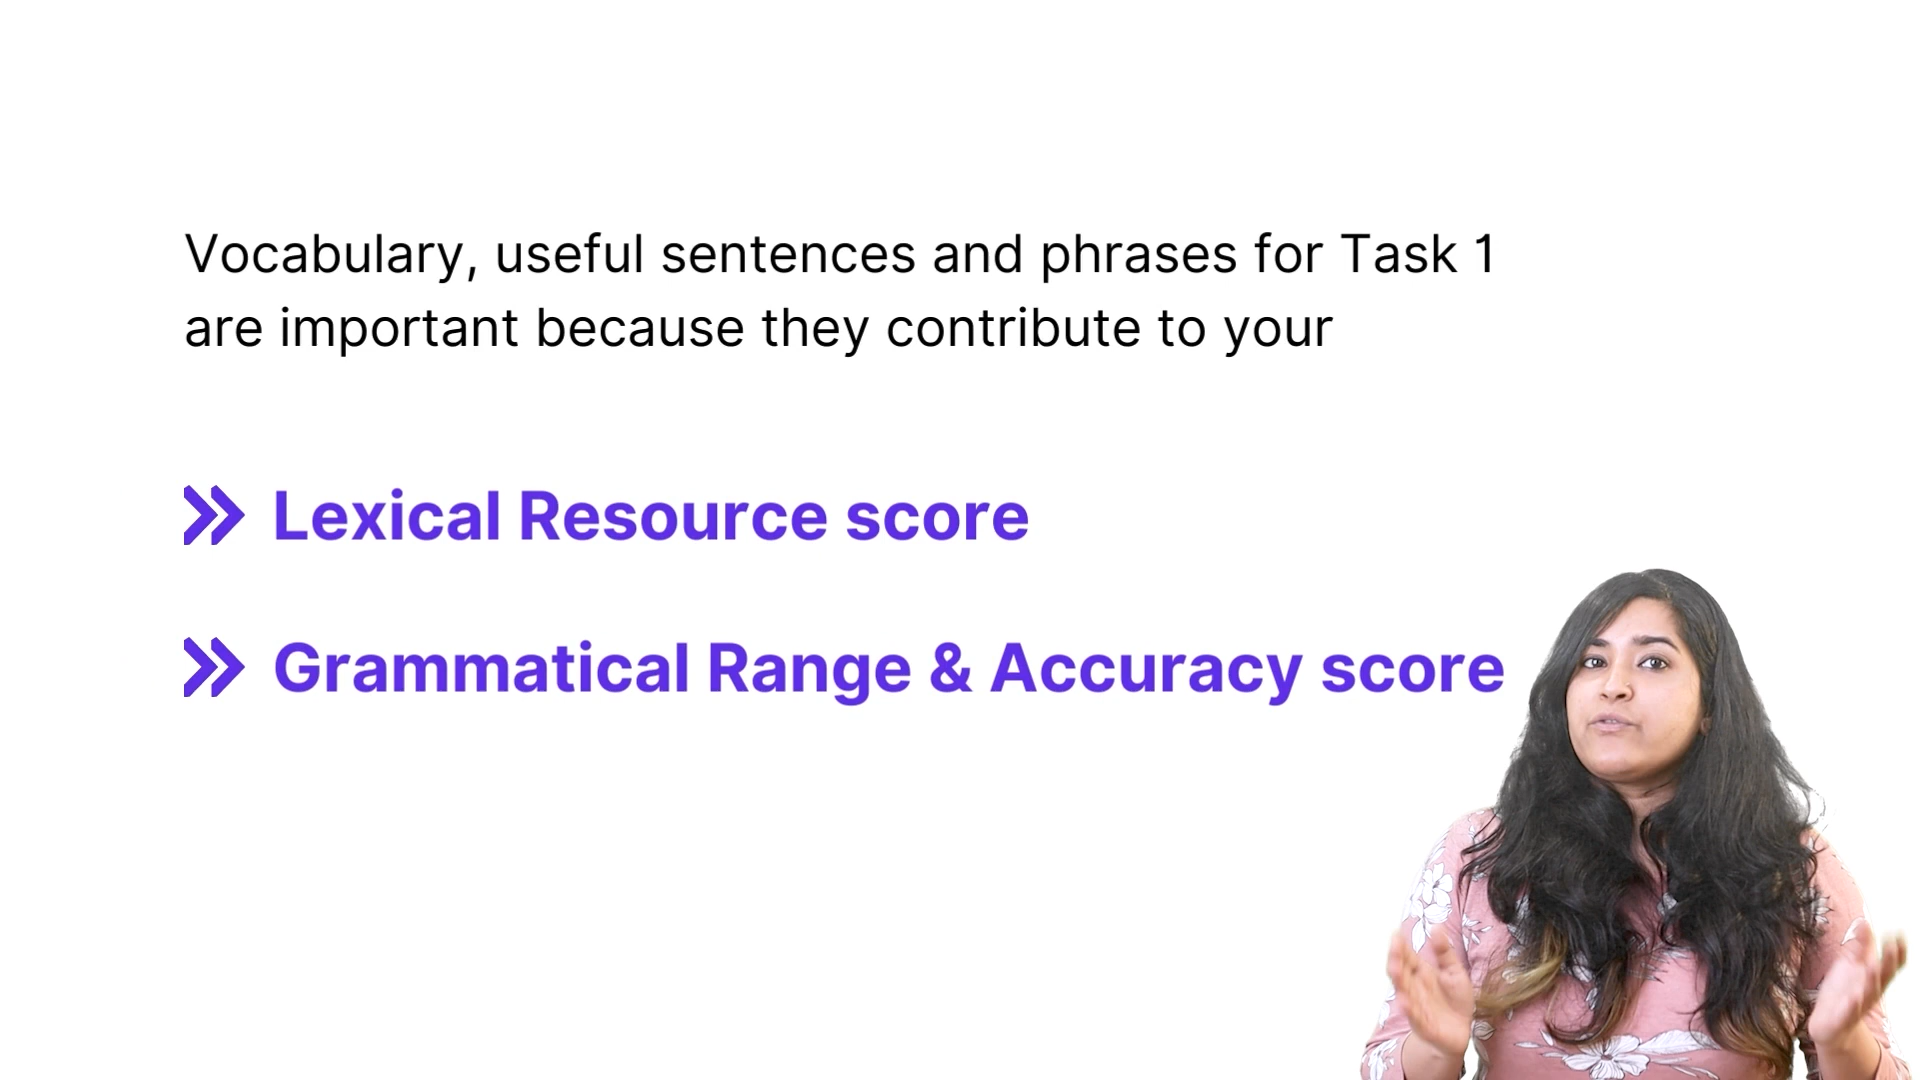 Vocabulary, useful sentences and phrases for Task 1
are important because they contribute to your
Lexical Resource score
Grammatical Range & Accuracy score